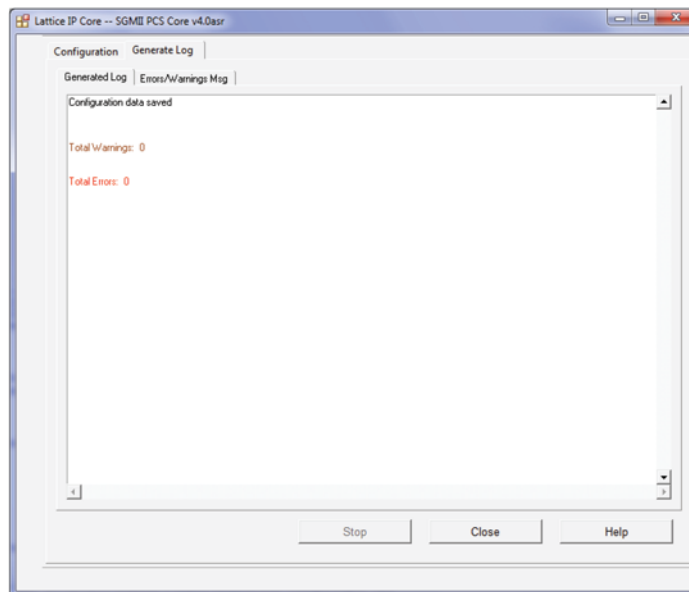 Lattice IP Core -- SGMII PCS Core v4.0asr
Configuration Generate Log
Generated Log Errors/Warnings Msg
Configuration data saved
Total Warnings: 0
Total Errors: 0
Stop Close Help